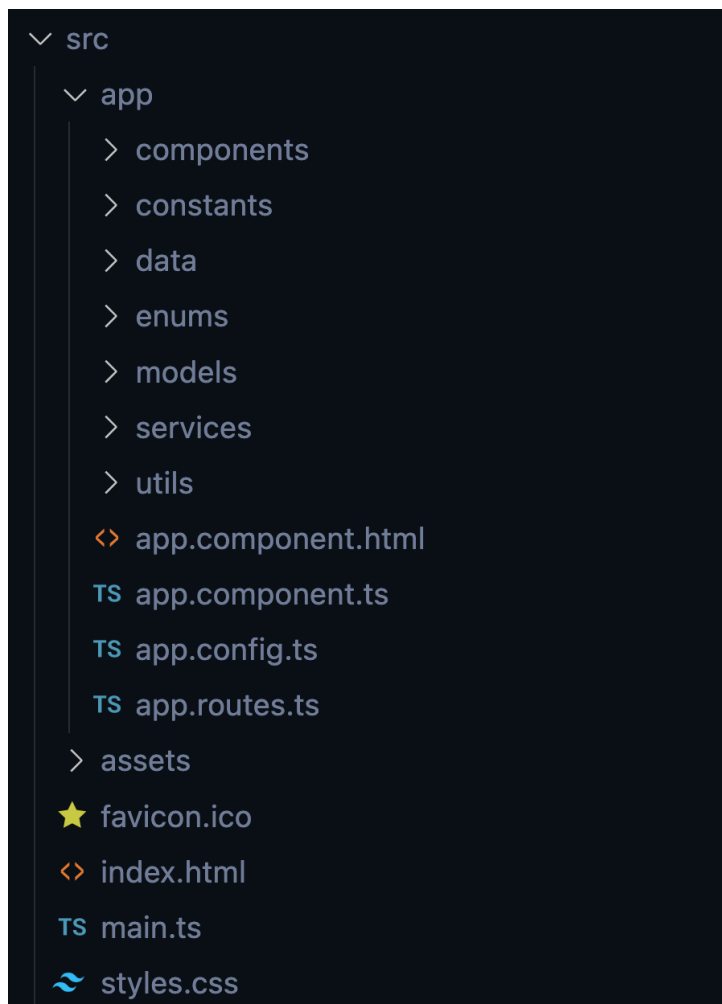 src
app
components
constants
data
enums
models
services
utils
app.component.html
TS app.component.ts
TS app.config.ts
TS app.routes.ts
assets
favicon.ico
index.html
TS main.ts
styles.css